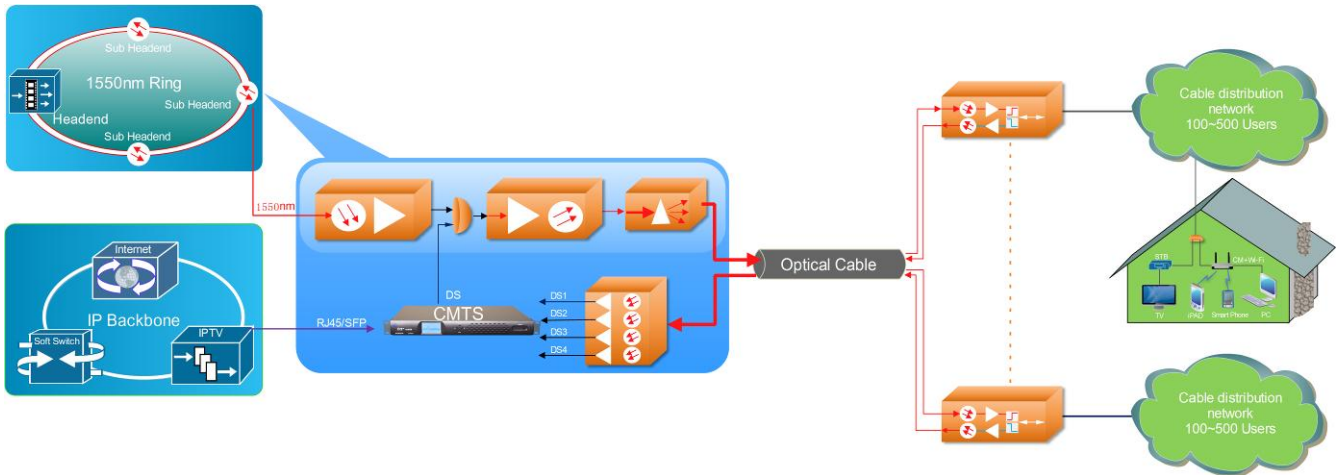 Sub Headend
1550nm Ring
Sub Headend
Headend
Sub Headend
1550nm
Internet
IP Backbone
Soft Switch
IPTV
RJ45/SFP
DS
CMTS
DS1
DS2
DS3
DS4
Optical Cable
Cable distribution
network
100~500 Users
STB
CM+Wi-Fi
TV
iPAD
Smart Phone
PC
Cable distribution
network
100~500 Users